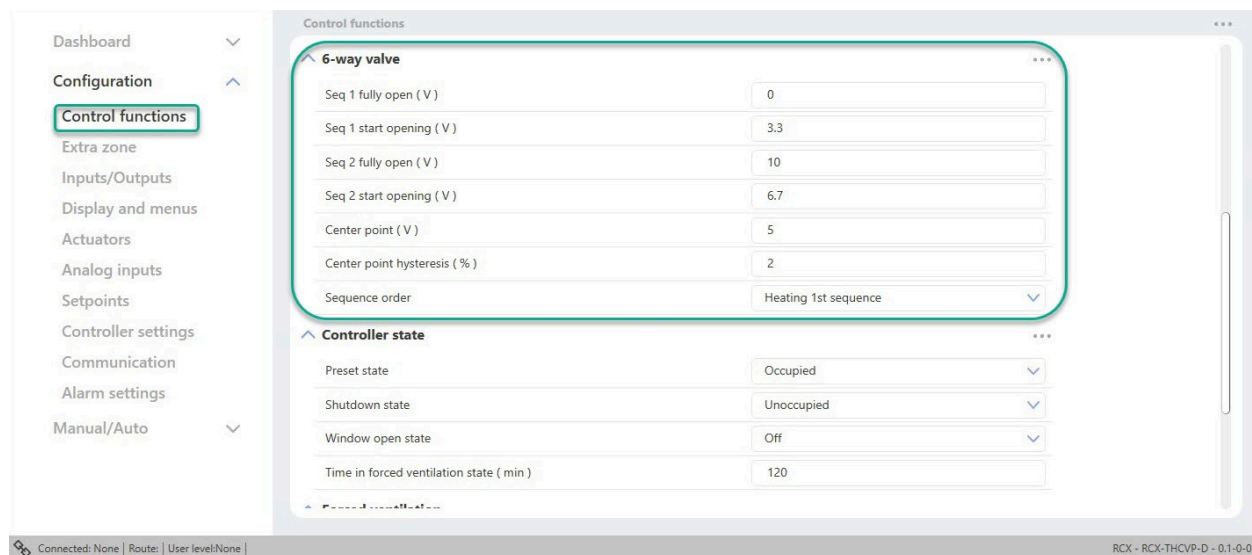 Control functions
Dashboard
Configuration
Control functions
Extra zone
Inputs/Outputs
Display and menus
Actuators
Analog inputs
Setpoints
Controller settings
Communication
Alarm settings
Manual/Auto
6-way valve
Seq 1 fully open ( V ) 0
Seq 1 start opening ( V ) 3.3
Seq 2 fully open ( V ) 10
Seq 2 start opening ( V ) 6.7
Center point ( V ) 5
Center point hysteresis ( % ) 2
Sequence order Heating 1st sequence
Controller state
Preset state Occupied
Shutdown state Unoccupied
Window open state Off
Time in forced ventilation state ( min ) 120
Forced ventilation
Connected: None | Route: | User level:None |
RCX - RCX-THCVP-D - 0.1-0-0